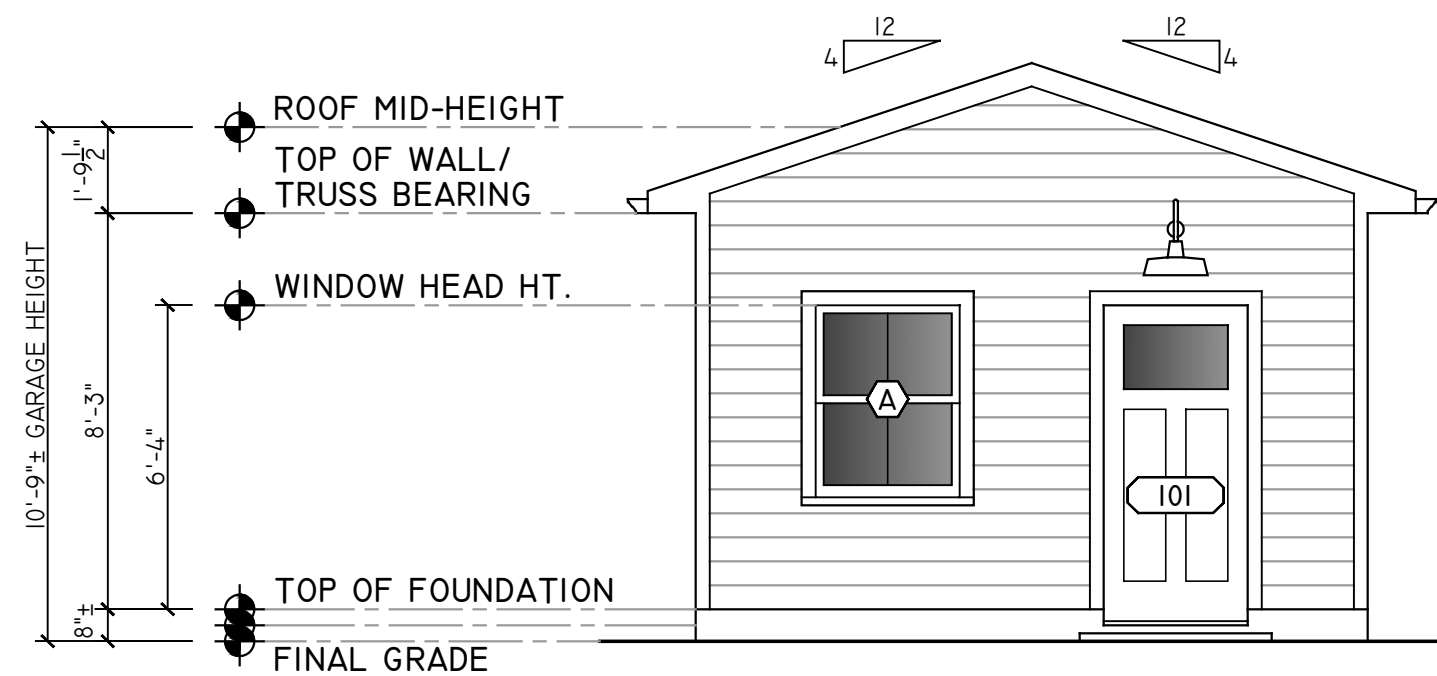 12
12
4
4
ROOF MID-HEIGHT
1'-9 1/2"
TOP OF WALL/
TRUSS BEARING
WINDOW HEAD HT.
10'-9"± GARAGE HEIGHT
8'-3"
6'-4"
A
101
TOP OF FOUNDATION
8"±
FINAL GRADE